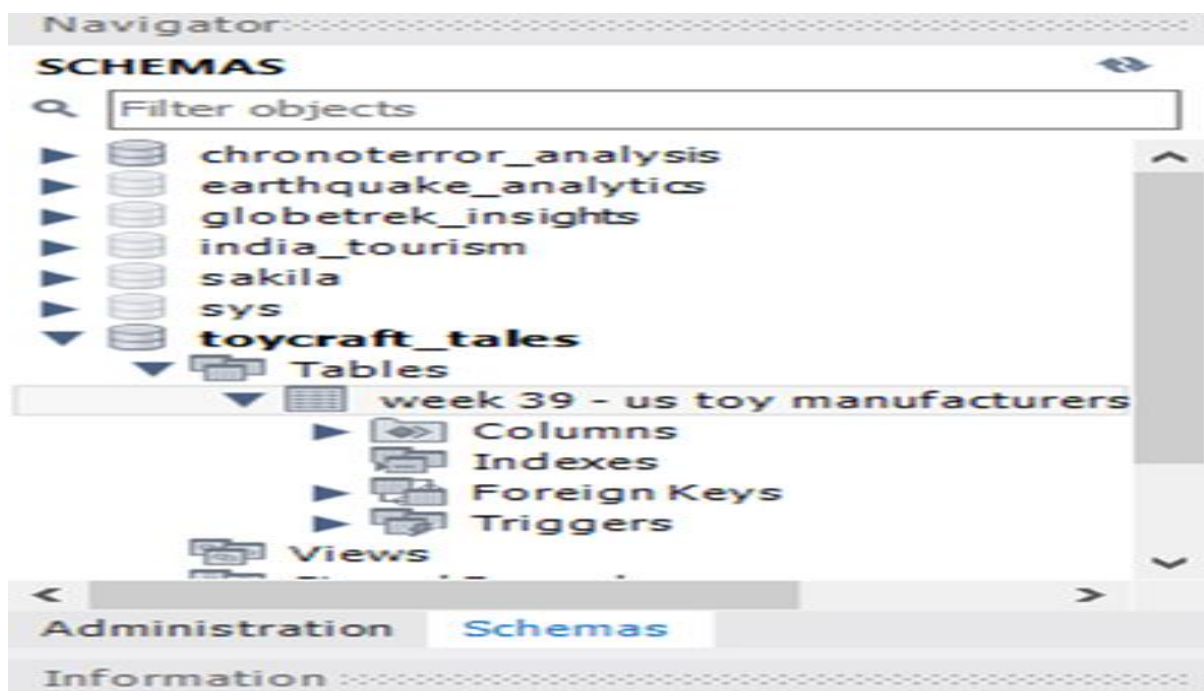 Navigator
SCHEMAS
Filter objects
chronoterror_analysis
earthquake_analytics
globetrek_insights
india_tourism
sakila
sys
toycraft_tales
Tables
week 39 - us toy manufacturers
Columns
Indexes
Foreign Keys
Triggers
Views
Administration Schemas
Information